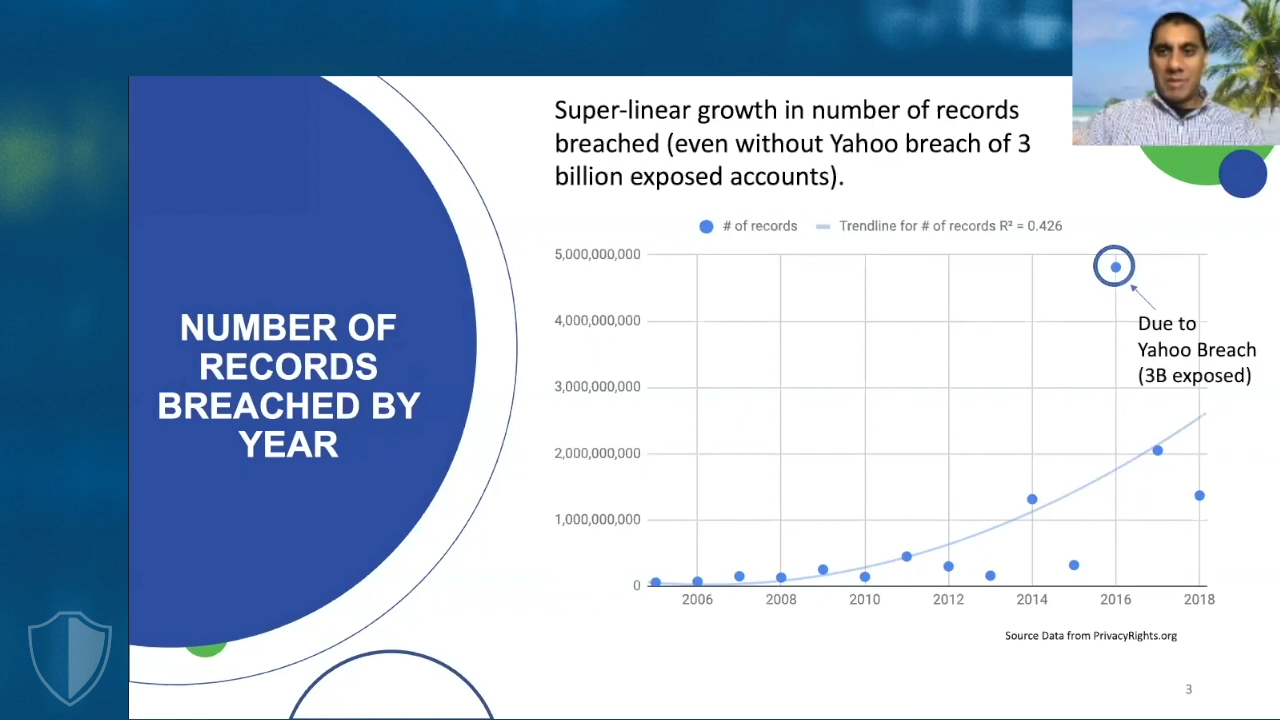 Super-linear growth in number of records
breached (even without Yahoo breach of 3
billion exposed accounts).
NUMBER OF
RECORDS
BREACHED BY
YEAR
# of records
Trendline for # of records R² = 0.426
5,000,000,000
4,000,000,000
3,000,000,000
2,000,000,000
1,000,000,000
0
2006
2008
2010
2012
2014
2016
2018
Due to
Yahoo Breach
(3B exposed)
Source Data from PrivacyRights.org
3